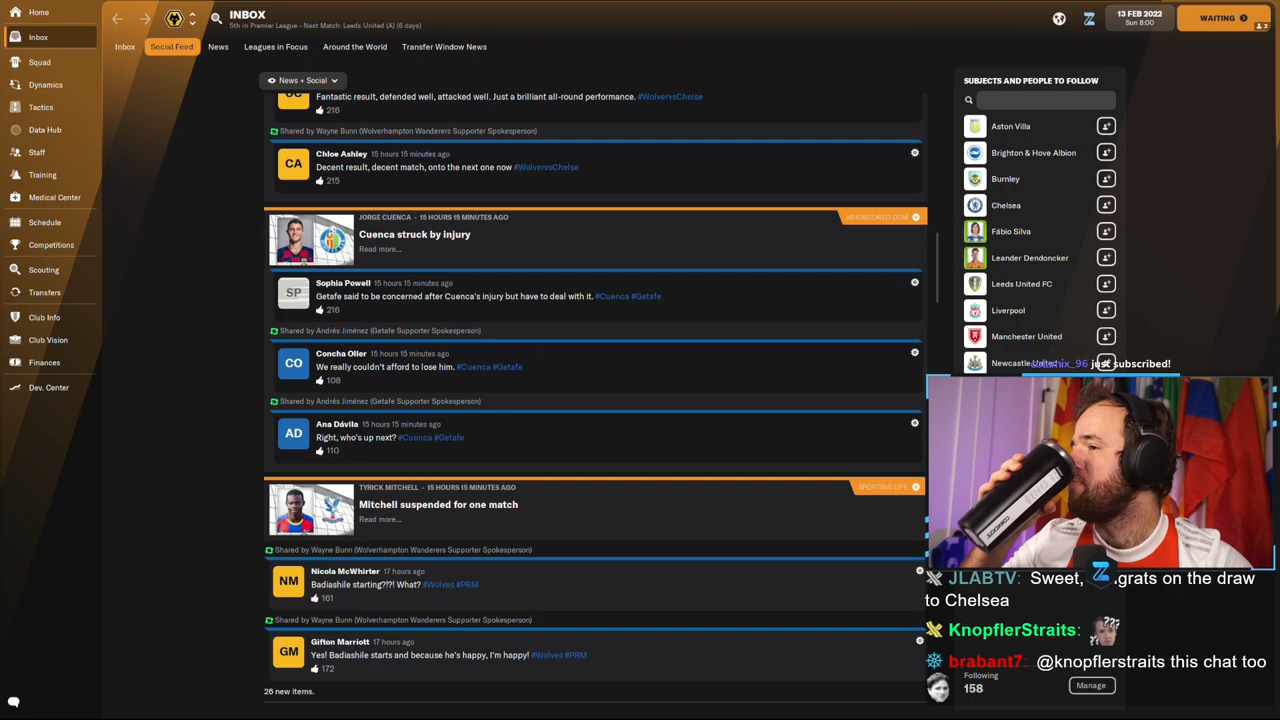 Home
INBOX
5th in Premier League - Next Match: Leeds United (A) (6 days)
13 FEB 2022
Sun 8:00
WAITING
3
Inbox
Squad
Dynamics
Tactics
Data Hub
Staff
Training
Medical Center
Schedule
Competitions
Scouting
Transfers
Club Info
Club Vision
Finances
Dev. Center
Inbox
Social Feed
News
Leagues in Focus
Around the World
Transfer Window News
News + Social
Fantastic result, defended well, attacked well. Just a brilliant all-round performance. #WolvervsChelse
216
Shared by Wayne Bunn (Wolverhampton Wanderers Supporter Spokesperson)
CA
Chloe Ashley 15 hours 15 minutes ago
Decent result, decent match, onto the next one now #WolvervsChelse
215
JORGE CUENCA - 15 HOURS 15 MINUTES AGO
WHOSCORED.COM
Cuenca struck by injury
Read more...
SP
Sophia Powell 15 hours 15 minutes ago
Getafe said to be concerned after Cuenca's injury but have to deal with it. #Cuenca #Getafe
216
Shared by Andrés Jiménez (Getafe Supporter Spokesperson)
CO
Concha Oller 15 hours 15 minutes ago
We really couldn't afford to lose him. #Cuenca #Getafe
108
Shared by Andrés Jiménez (Getafe Supporter Spokesperson)
AD
Ana Dávila 15 hours 15 minutes ago
Right, who's up next? #Cuenca #Getafe
110
TYRICK MITCHELL - 15 HOURS 15 MINUTES AGO
SPORTING LIFE
Mitchell suspended for one match
Read more...
Shared by Wayne Bunn (Wolverhampton Wanderers Supporter Spokesperson)
NM
Nicola McWhirter 17 hours ago
Badiashile starting?!?! What? #Wolves #PRM
161
Shared by Wayne Bunn (Wolverhampton Wanderers Supporter Spokesperson)
GM
Gifton Marriott 17 hours ago
Yes! Badiashile starts and because he's happy, I'm happy! #Wolves #PRM
172
26 new items.
SUBJECTS AND PEOPLE TO FOLLOW
Aston Villa
Brighton & Hove Albion
Burnley
Chelsea
Fábio Silva
Leander Dendoncker
Leeds United FC
Liverpool
Manchester United
Newcastle
just subscribed!
JLABTV: Sweet, grats on the draw
to Chelsea
KnopflerStraits:
brabant7: @knopflerstraits this chat too
Following
158
Manage